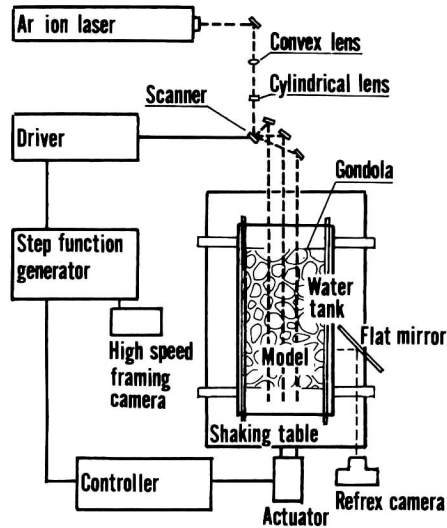 Ar ion laser
Convex lens
Cylindrical lens
Scanner
Driver
Gondola
Step function
generator
Water
tank
Flat mirror
High speed
framing
camera
Model
Shaking table
Controller
Actuator
Refrex camera